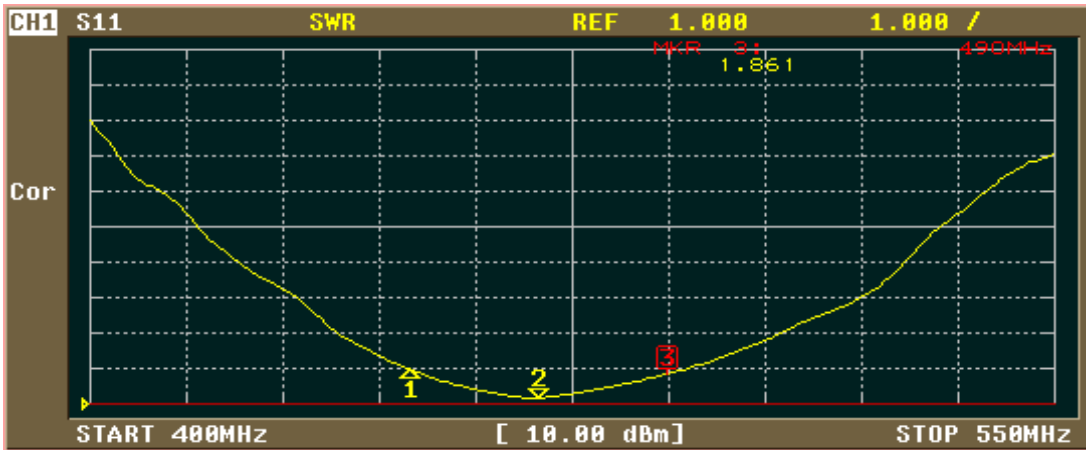 CH1 S11 SWR REF 1.000 1.000 /
MKR 3: 490MHz
1.861
Cor
3
2
1
START 400MHz [ 10.00 dBm] STOP 550MHz